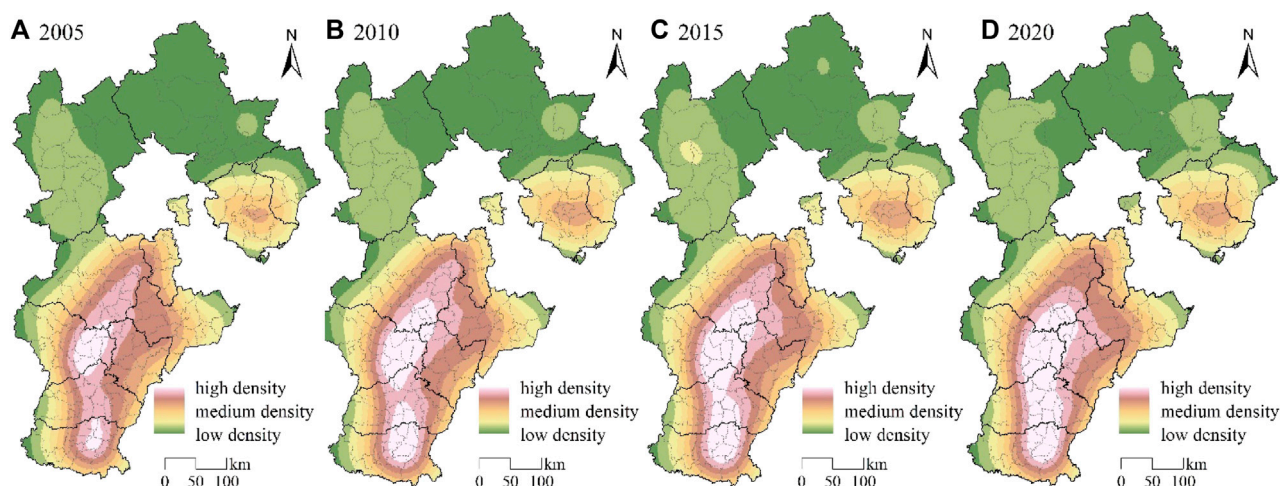 A 2005
N
B 2010
N
C 2015
N
D 2020
N
high density
medium density
low density
km
0 50 100
high density
medium density
low density
km
0 50 100
high density
medium density
low density
km
0 50 100
high density
medium density
low density
km
0 50 100